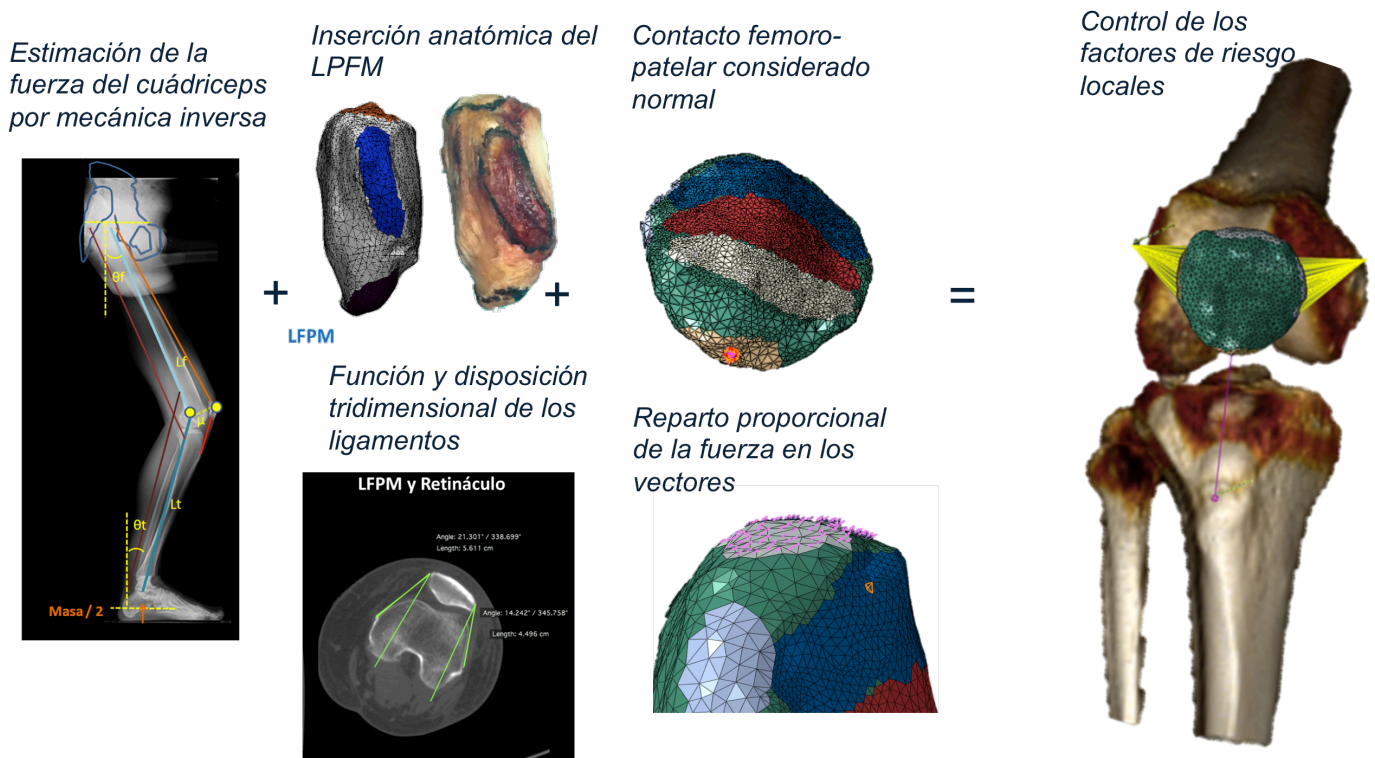 Estimación de la
fuerza del cuádriceps
por mecánica inversa
θf
Lf
μ
Lt
θt
Masa / 2
+
Inserción anatómica del
LPFM
LFPM
Función y disposición
tridimensional de los
ligamentos
LFPM y Retináculo
Angle: 21.301° / 338.699°
Length: 5.611 cm
Angle: 14.242° / 345.758°
Length: 4.496 cm
+
Contacto femoro-
patelar considerado
normal
Reparto proporcional
de la fuerza en los
vectores
=
Control de los
factores de riesgo
locales